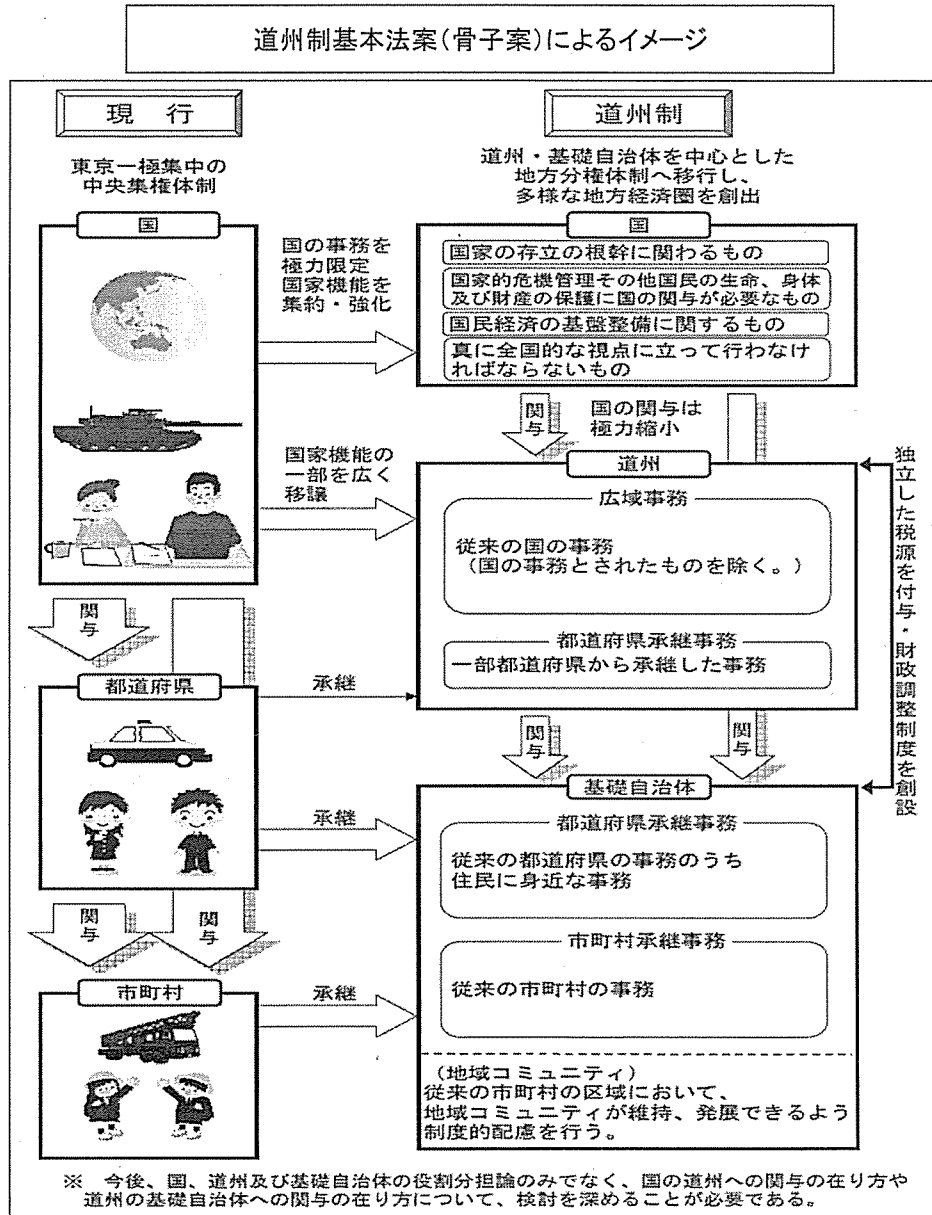 道州制基本法案(骨子案)によるイメージ
現 行
東京一極集中の
中央集権体制
国
国の事務を
極力限定
国家機能を
集約・強化
国家機能の
一部を広く
移譲
関与
都道府県
承継
承継
関与
関与
市町村
承継
道州制
道州・基礎自治体を中心とした
地方分権体制へ移行し、
多様な地方経済圏を創出
国
国家の存立の根幹に関わるもの
国家的危機管理その他国民の生命、身体
及び財産の保護に国の関与が必要なもの
国民経済の基盤整備に関するもの
真に全国的な視点に立って行わなけ
ればならないもの
関与
国の関与は
極力縮小
道州
広域事務
従来の国の事務
(国の事務とされたものを除く。)
都道府県承継事務
一部都道府県から承継した事務
関与
関与
基礎自治体
都道府県承継事務
従来の都道府県の事務のうち
住民に身近な事務
市町村承継事務
従来の市町村の事務
(地域コミュニティ)
従来の市町村の区域において、
地域コミュニティが維持、発展できるよう
制度的配慮を行う。
独立した税源を付与・財政調整制度を創設
※ 今後、国、道州及び基礎自治体の役割分担論のみでなく、国の道州への関与の在り方や
道州の基礎自治体への関与の在り方について、検討を深めることが必要である。